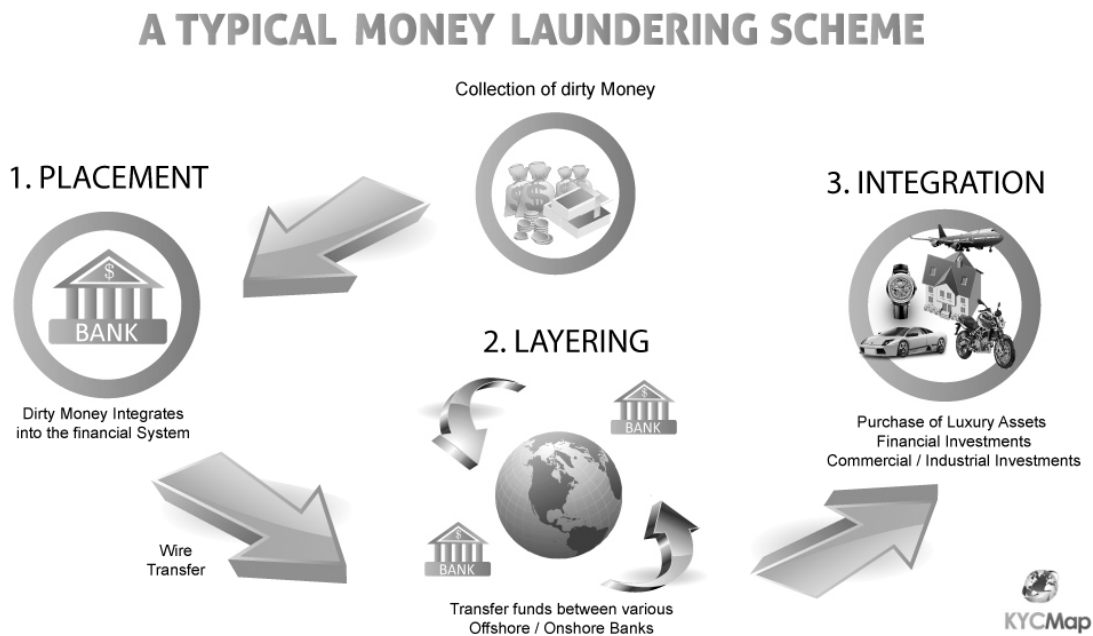 A TYPICAL MONEY LAUNDERING SCHEME
Collection of dirty Money
1. PLACEMENT
$
BANK
Dirty Money Integrates
into the financial System
Wire
Transfer
2. LAYERING
BANK
BANK
Transfer funds between various
Offshore / Onshore Banks
3. INTEGRATION
Purchase of Luxury Assets
Financial Investments
Commercial / Industrial Investments
KYCMap